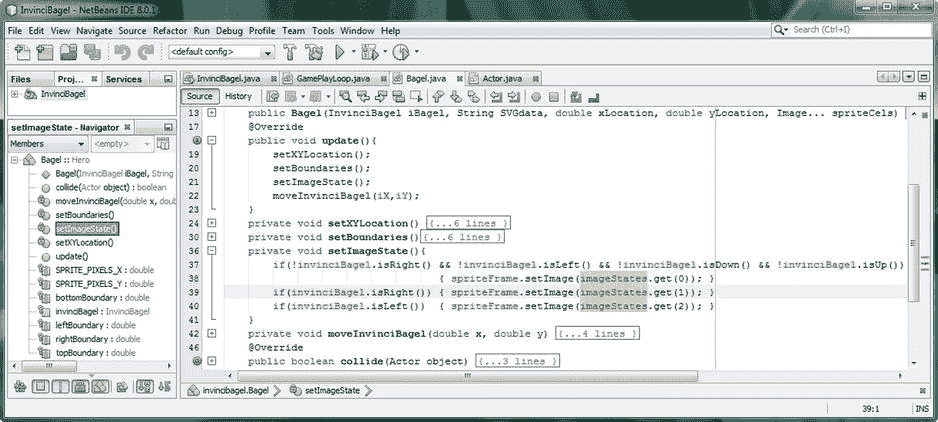 InvinciBagel - NetBeans IDE 8.0.1
File Edit View Navigate Source Refactor Run Debug Profile Team Tools Window Help
Search (Ctrl+I)
<default config>
Files Proj... Services
InvinciBagel
InvinciBagel.java GamePlayLoop.java Bagel.java Actor.java
Source History
setImageState - Navigator
Members <empty>
Bagel :: Hero
Bagel(InvinciBagel iBagel, String
collide(Actor object) : boolean
moveInvinciBagel(double x, doub
setBoundaries()
setImageState()
setXYLocation()
update()
SPRITE_PIXELS_X : double
SPRITE_PIXELS_Y : double
bottomBoundary : double
invinciBagel : InvinciBagel
leftBoundary : double
rightBoundary : double
topBoundary : double
13 public Bagel(InvinciBagel iBagel, String SVGdata, double xLocation, double yLocation, Image... spriteCels)
17 @Override
public void update(){
19 setXYLocation();
20 setBoundaries();
21 setImageState();
22 moveInvinciBagel(iX,iY);
23 }
24 private void setXYLocation() {...6 lines }
30 private void setBoundaries(){...6 lines }
36 private void setImageState(){
37 if(!invinciBagel.isRight() && !invinciBagel.isLeft() && !invinciBagel.isDown() && !invinciBagel.isUp())
38 { spriteFrame.setImage(imageStates.get(0)); }
39 if(invinciBagel.isRight()) { spriteFrame.setImage(imageStates.get(1)); }
40 if(invinciBagel.isLeft()) { spriteFrame.setImage(imageStates.get(2)); }
41 }
42 private void moveInvinciBagel(double x, double y) {...4 lines }
46 @Override
public boolean collide(Actor object) {...3 lines }
invincibagel.Bagel setImageState
39:1 INS